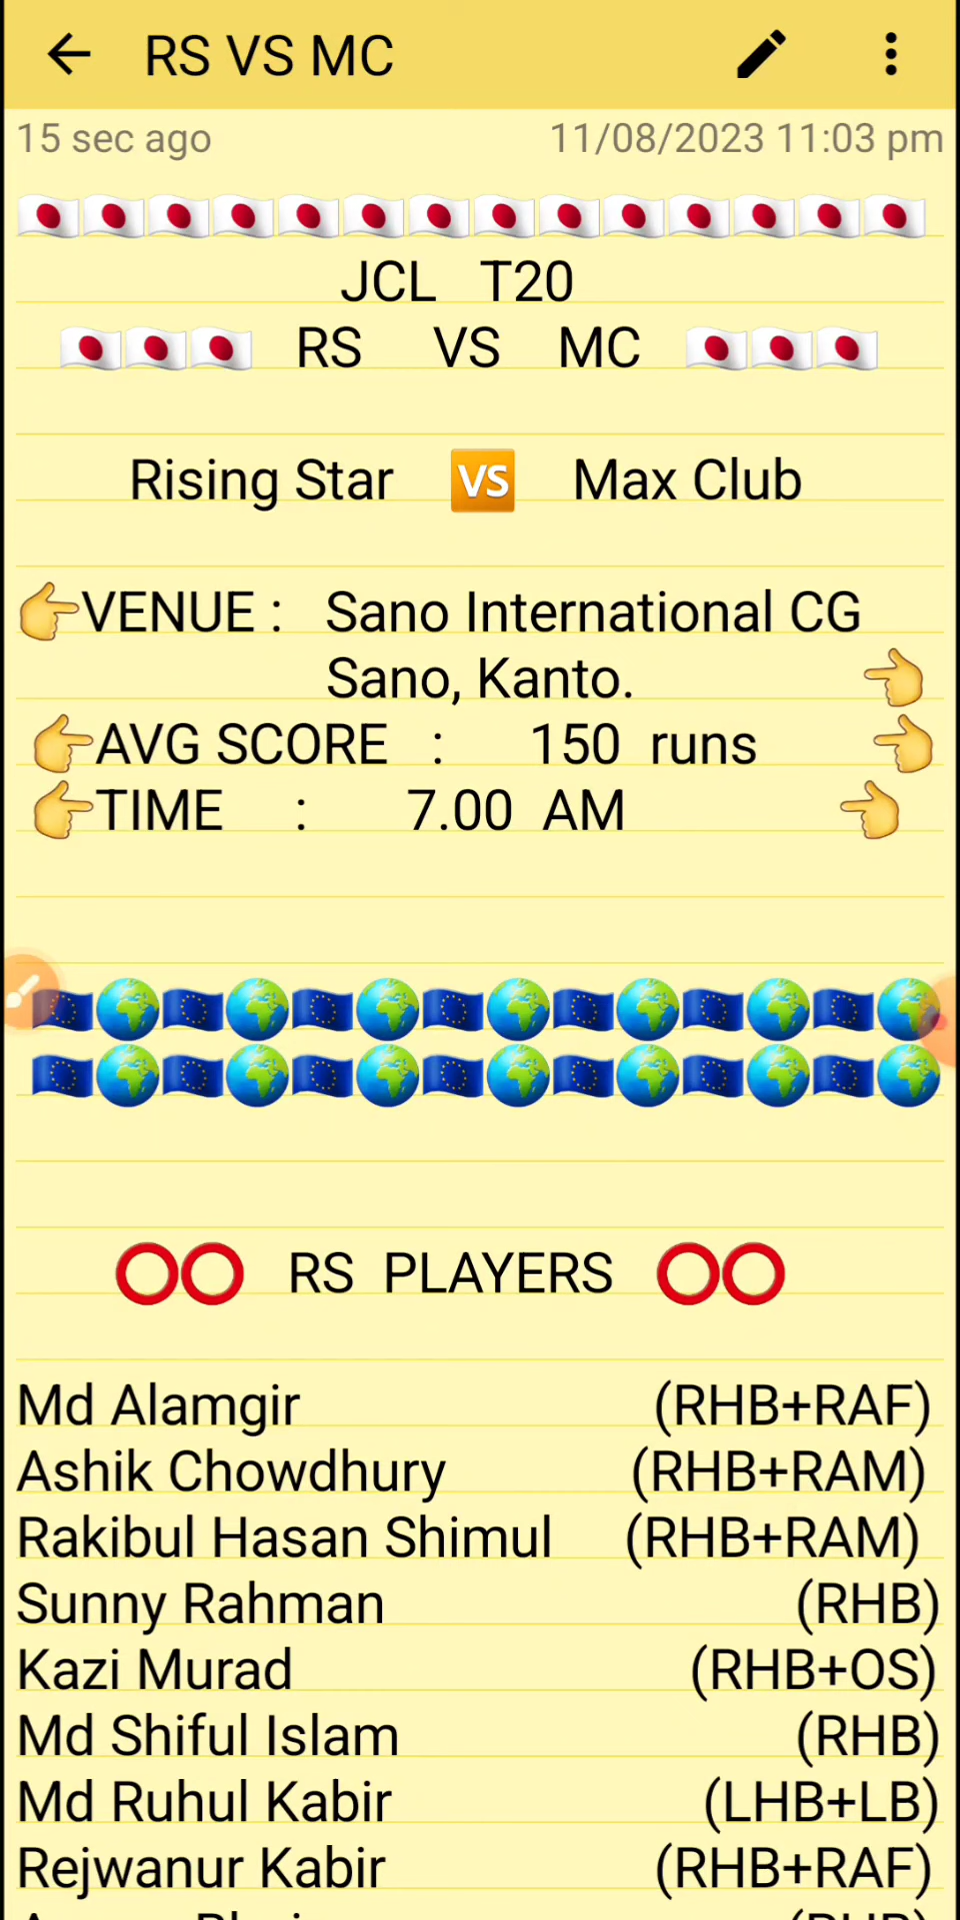 RS VS MC
15 sec ago 11/08/2023 11:03 pm
JCL T20
RS VS MC
Rising Star VS Max Club
VENUE : Sano International CG
Sano, Kanto.
AVG SCORE : 150 runs
TIME : 7.00 AM
RS PLAYERS
Md Alamgir (RHB+RAF)
Ashik Chowdhury (RHB+RAM)
Rakibul Hasan Shimul (RHB+RAM)
Sunny Rahman (RHB)
Kazi Murad (RHB+OS)
Md Shiful Islam (RHB)
Md Ruhul Kabir (LHB+LB)
Rejwanur Kabir (RHB+RAF)